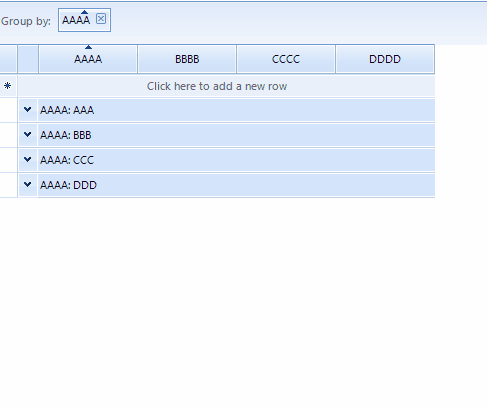 Group by: AAAA
AAAA BBBB CCCC DDDD
Click here to add a new row
AAAA: AAA
AAAA: BBB
AAAA: CCC
AAAA: DDD